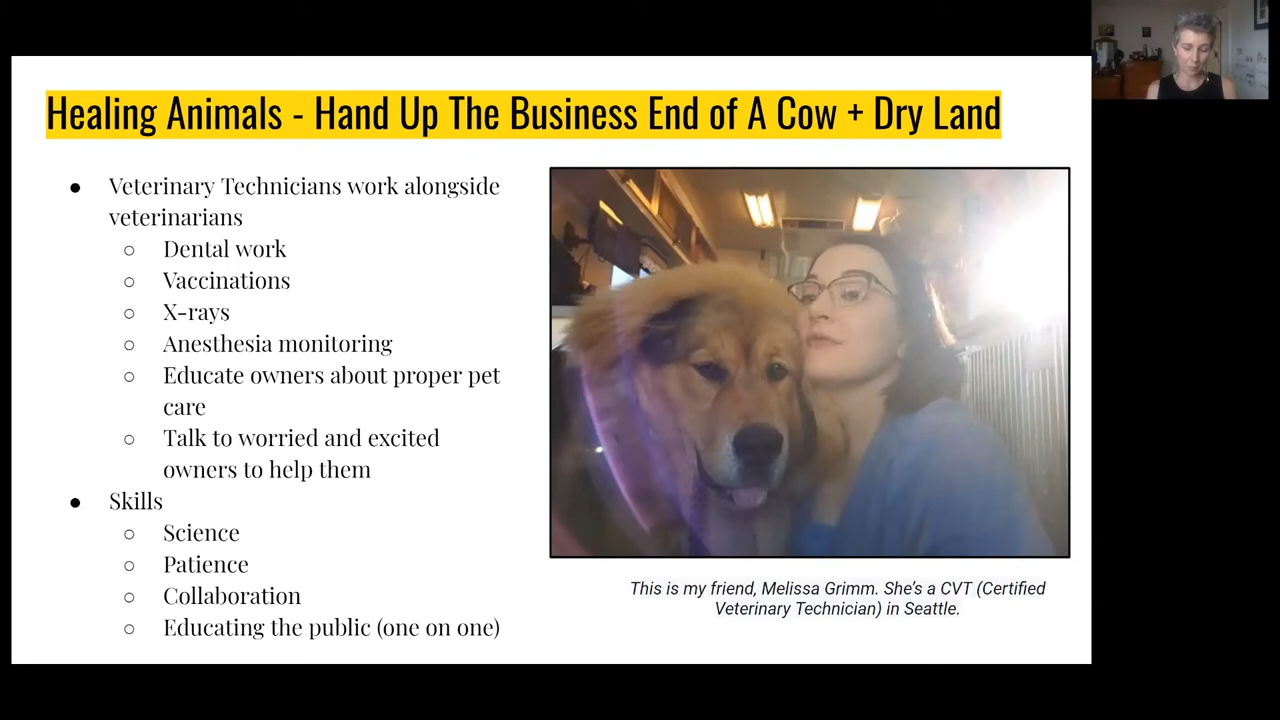 Healing Animals - Hand Up The Business End of A Cow + Dry Land
● Veterinary Technicians work alongside
veterinarians
○ Dental work
○ Vaccinations
○ X-rays
○ Anesthesia monitoring
○ Educate owners about proper pet
care
○ Talk to worried and excited
owners to help them
● Skills
○ Science
○ Patience
○ Collaboration
○ Educating the public (one on one)
This is my friend, Melissa Grimm. She’s a CVT (Certified
Veterinary Technician) in Seattle.